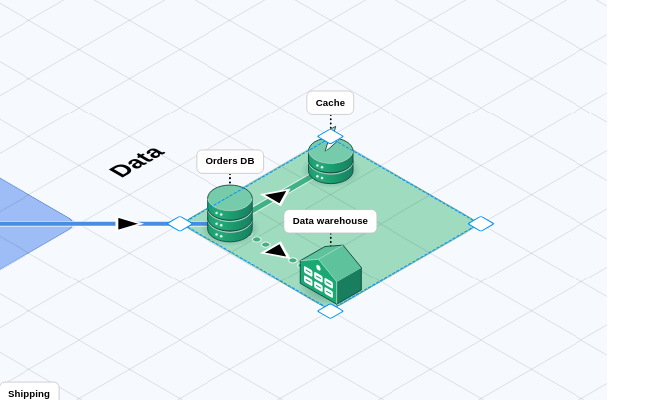 Cache
Data
Orders DB
Data warehouse
Shipping